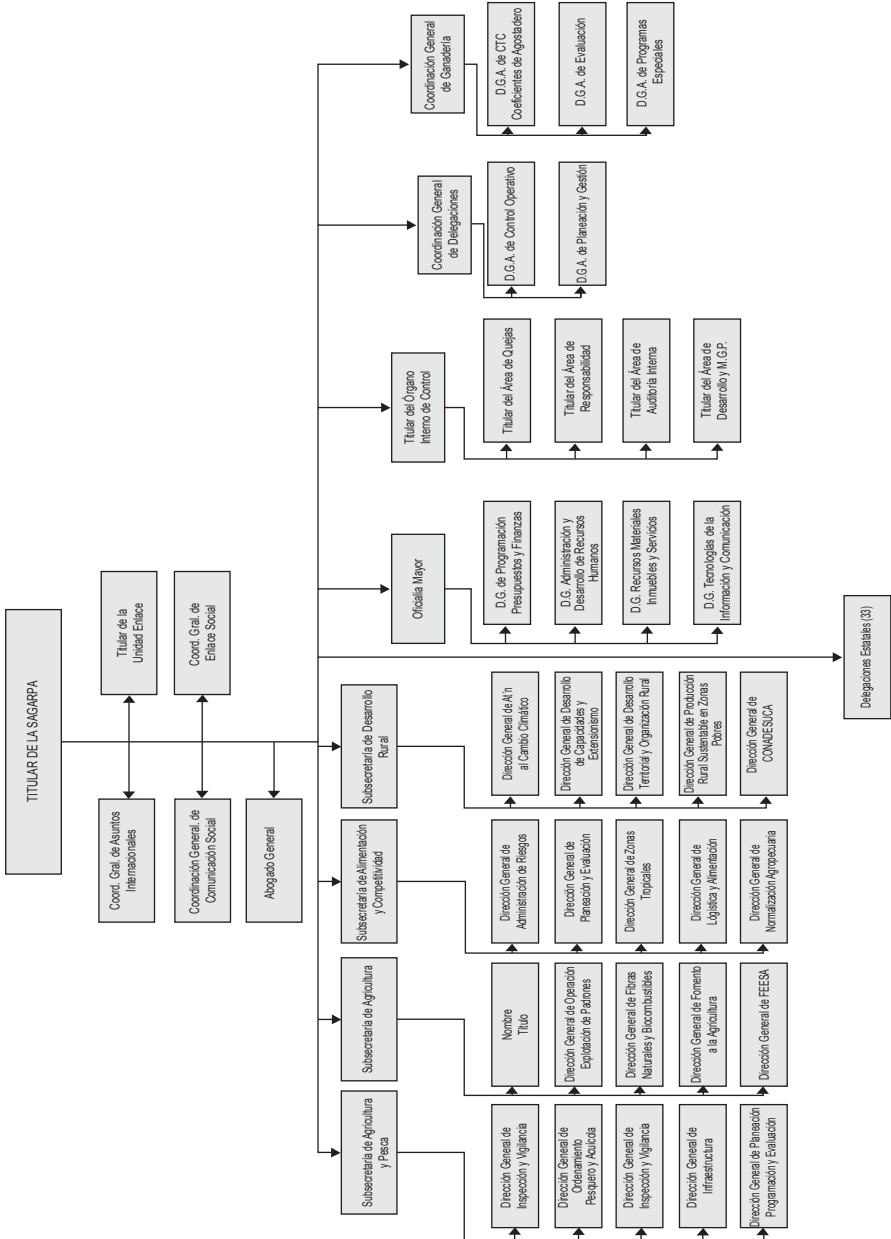 TITULAR DE LA SAGARPA
Coord. Gral. de Asuntos
Internacionales
Titular de la
Unidad Enlace
Coordinación General. de
Comunicación Social
Coord. Gral. de
Enlace Social
Abogado General
Subsecretaría de Agricultura
y Pesca
Dirección General de
Inspección y Vigilancia
Dirección General de
Ordenamiento
Pesquero y Acuícola
Dirección General de
Inspección y Vigilancia
Dirección General de
Infraestructura
Dirección General de Planeación
Programación y Evaluación
Subsecretaría de Agricultura
Nombre
Título
Dirección General de Operación
Explotación de Padrones
Dirección General de Fibras
Naturales y Biocombustibles
Dirección General de Fomento
a la Agricultura
Dirección General de FEESA
Subsecretaría de Alimentación
y Competitividad
Dirección General de
Administración de Riesgos
Dirección General de
Planeación y Evaluación
Dirección General de Zonas
Tropicales
Dirección General de
Lógistica y Alimentación
Dirección General de
Normalización Agropecuaria
Subsecretaría de Desarrollo
Rural
Dirección General de At'n
al Cambio Climático
Dirección General de Desarrollo
de Capacidades y
Extensionismo
Dirección General de Desarrollo
Territorial y Organización Rural
Dirección General de Producción
Rural Sustentable en Zonas
Pobres
Dirección General de
CONADESUCA
Oficialia Mayor
D.G. de Programación
Presupuestos y Finanzas
D.G. Administración y
Desarrollo de Recursos
Humanos
D.G. Recursos Materiales
Inmuebles y Servicios
D.G. Tecnologías de la
Información y Comunicación
Titular del Órgano
Interno de Control
Titular del Área de Quejas
Titular del Área de
Responsabilidad
Titular del Área de
Auditoría Interna
Titular del Área de
Desarrollo y M.G.P.
Coordinación General
de Delegaciones
D.G.A. de Control Operativo
D.G.A. de Planeación y Gestión
Coordinación General
de Ganadería
D.G.A. de CTC
Coeficientes de Agostadero
D.G.A. de Evaluación
D.G.A. de Programas
Especiales
Delegaciones Estatales (33)